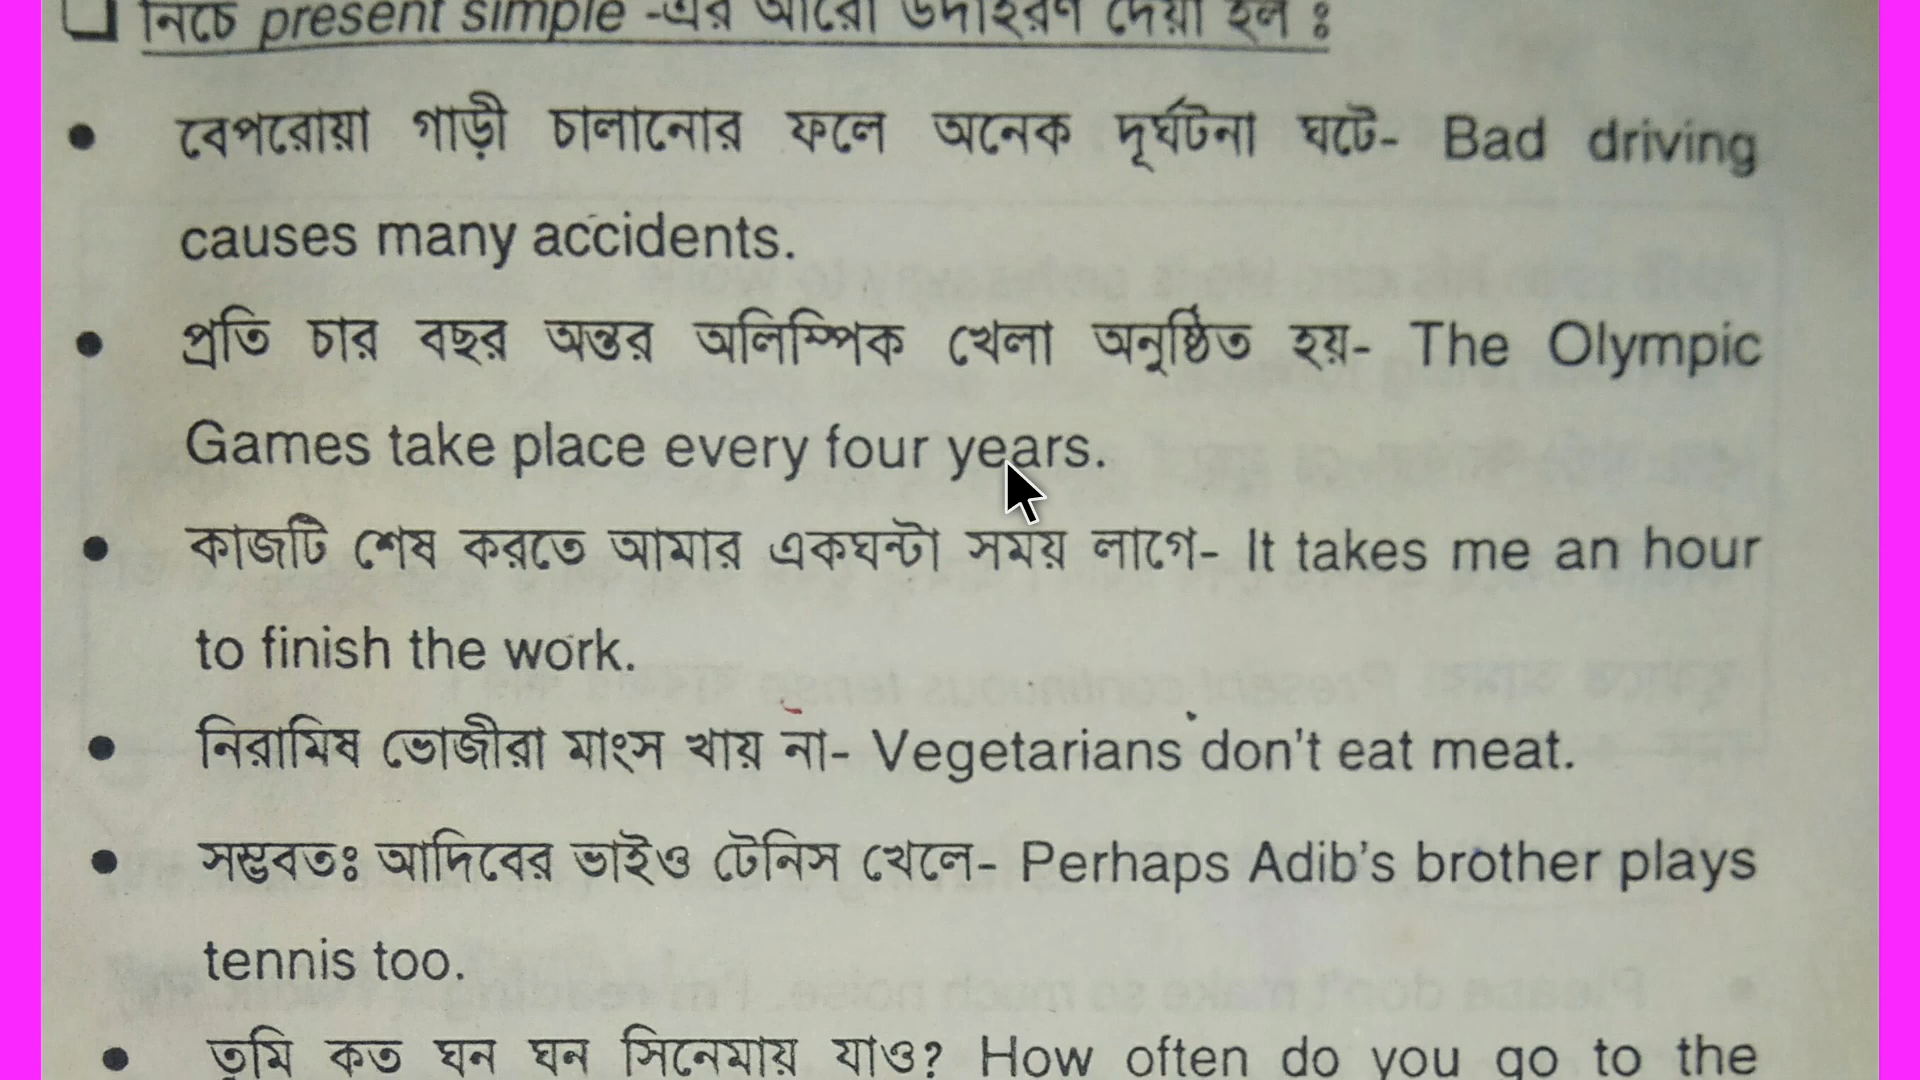 নিচে present simple -এর আরো উদাহরণ দেয়া হল ঃ
• বেপরোয়া গাড়ী চালানোর ফলে অনেক দূর্ঘটনা ঘটে- Bad driving
causes many accidents.
• প্রতি চার বছর অন্তর অলিম্পিক খেলা অনুষ্ঠিত হয়- The Olympic
Games take place every four years.
• কাজটি শেষ করতে আমার একঘন্টা সময় লাগে- It takes me an hour
to finish the work.
• নিরামিষ ভোজীরা মাংস খায় না- Vegetarians don't eat meat.
• সম্ভবতঃ আদিবের ভাইও টেনিস খেলে- Perhaps Adib's brother plays
tennis too.
• তুমি কত ঘন ঘন সিনেমায় যাও? How often do you go to the